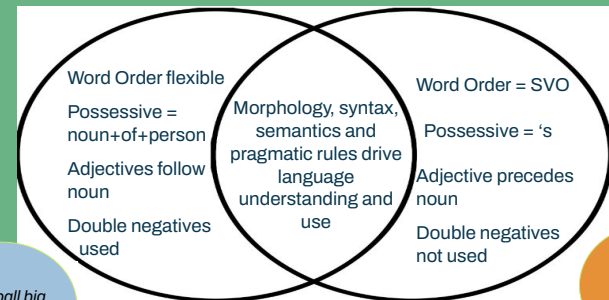 Word Order flexible
Possessive =
noun+of+person
Adjectives follow
noun
Double negatives
used
Morphology, syntax,
semantics and
pragmatic rules drive
language
understanding and
use
Word Order = SVO
Possessive = ‘s
Adjective precedes
noun
Double negatives
not used
big